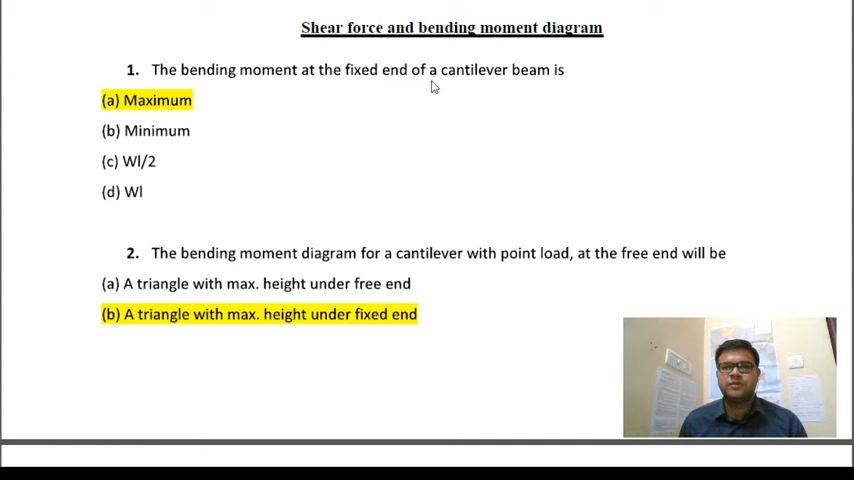 Shear force and bending moment diagram
1. The bending moment at the fixed end of a cantilever beam is
(a) Maximum
(b) Minimum
(c) Wl/2
(d) Wl
2. The bending moment diagram for a cantilever with point load, at the free end will be
(a) A triangle with max. height under free end
(b) A triangle with max. height under fixed end